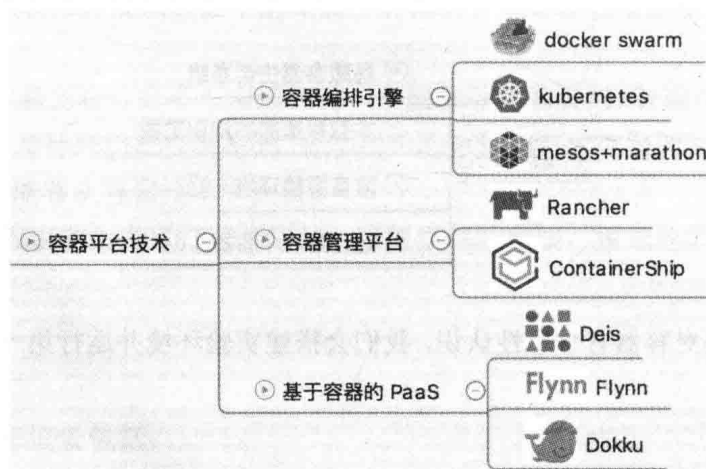 docker swarm
容器编排引擎
kubernetes
mesos+marathon
Rancher
容器平台技术
容器管理平台
ContainerShip
Deis
基于容器的 PaaS
Flynn Flynn
Dokku